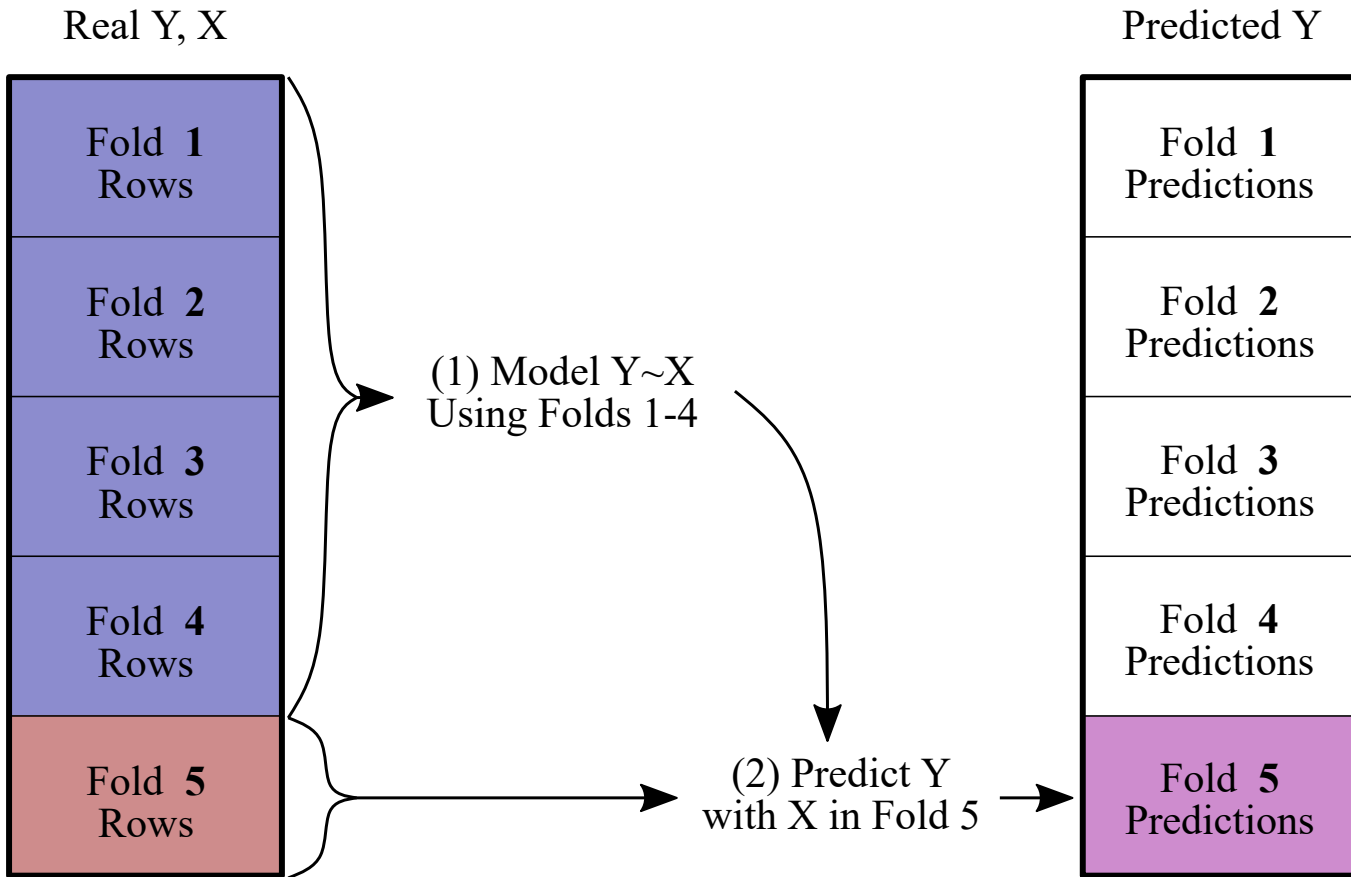 Real Y, X
Predicted Y
Fold 1
Rows
Fold 2
Rows
Fold 3
Rows
Fold 4
Rows
Fold 5
Rows
(1) Model Y~X
Using Folds 1-4
(2) Predict Y
with X in Fold 5
Fold 1
Predictions
Fold 2
Predictions
Fold 3
Predictions
Fold 4
Predictions
Fold 5
Predictions